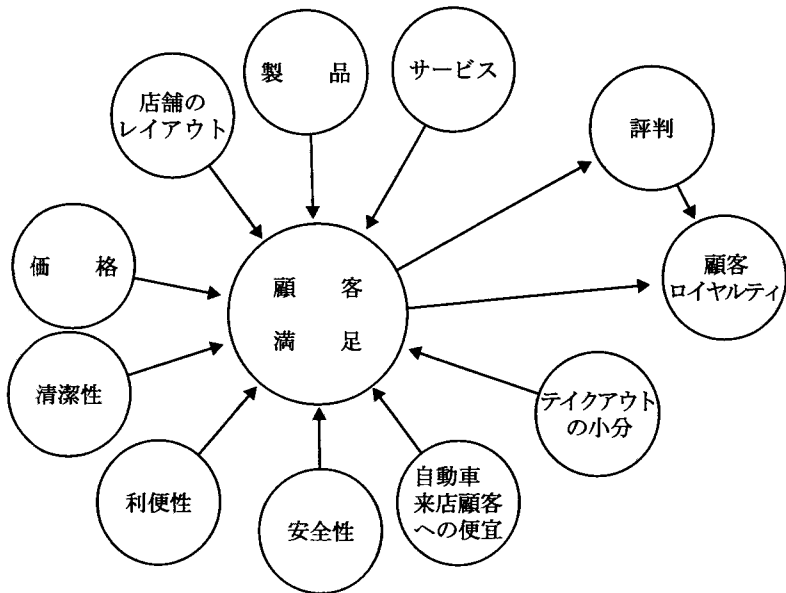 製品
サービス
店舗の
レイアウト
評判
価格
顧客
満足
顧客
ロイヤルティ
清潔性
テイクアウト
の小分
利便性
安全性
自動車
来店顧客
への便宜